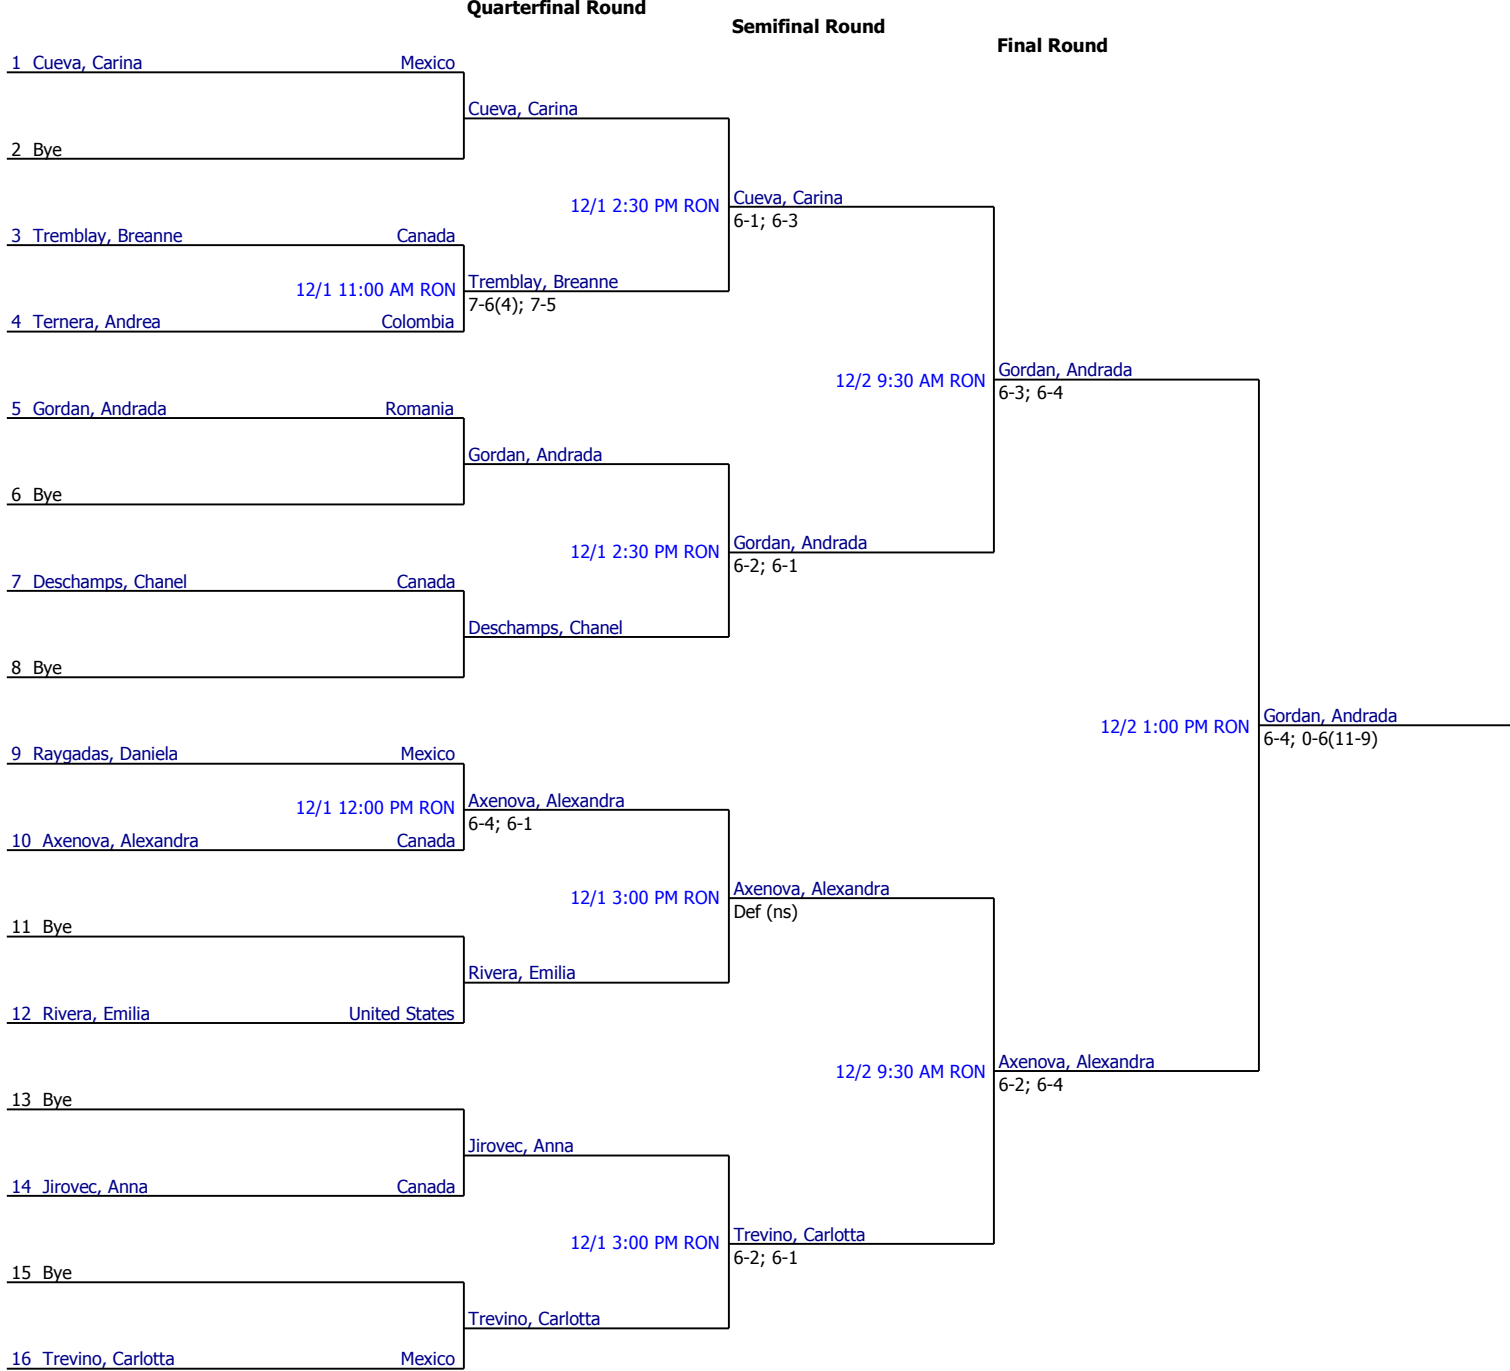 Quarterfinal Round
Semifinal Round
Final Round
1 Cueva, Carina Mexico
Cueva, Carina
2 Bye
12/1 2:30 PM RON Cueva, Carina
6-1; 6-3
3 Tremblay, Breanne Canada
12/1 11:00 AM RON Tremblay, Breanne
7-6(4); 7-5
4 Ternera, Andrea Colombia
12/2 9:30 AM RON Gordan, Andrada
6-3; 6-4
5 Gordan, Andrada Romania
Gordan, Andrada
6 Bye
12/1 2:30 PM RON Gordan, Andrada
6-2; 6-1
7 Deschamps, Chanel Canada
Deschamps, Chanel
8 Bye
12/2 1:00 PM RON Gordan, Andrada
6-4; 0-6(11-9)
9 Raygadas, Daniela Mexico
12/1 12:00 PM RON Axenova, Alexandra
6-4; 6-1
10 Axenova, Alexandra Canada
12/1 3:00 PM RON Axenova, Alexandra
Def (ns)
11 Bye
Rivera, Emilia
12 Rivera, Emilia United States
12/2 9:30 AM RON Axenova, Alexandra
6-2; 6-4
13 Bye
Jirovec, Anna
14 Jirovec, Anna Canada
12/1 3:00 PM RON Trevino, Carlotta
6-2; 6-1
15 Bye
Trevino, Carlotta
16 Trevino, Carlotta Mexico